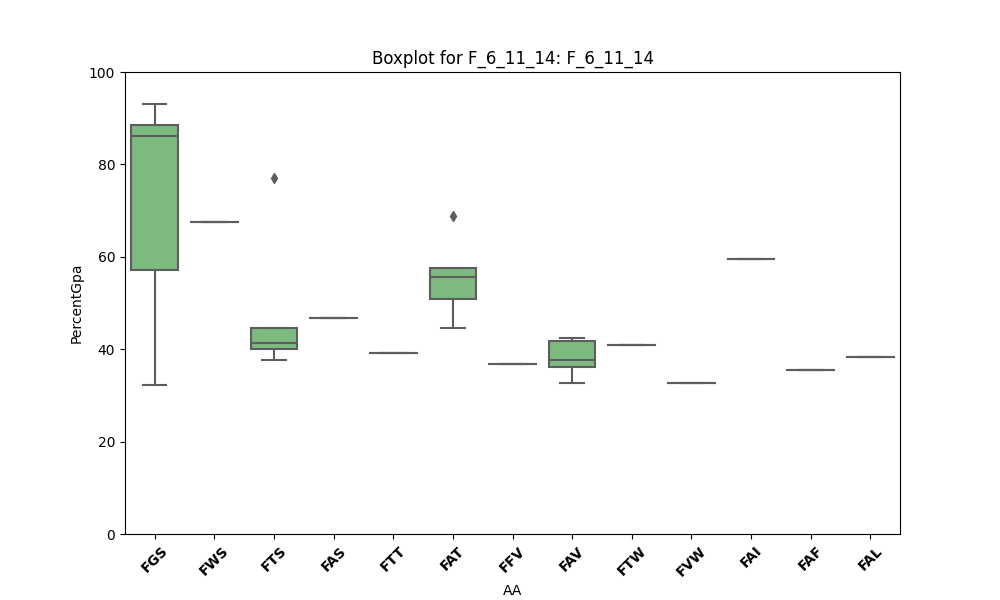 Boxplot for F_6_11_14: F_6_11_14
100
80
60
40
20
0
PercentGpa
FGS FWS FTS FAS FTT FAT FFV FAV FTW FVW FAI FAF FAL
AA